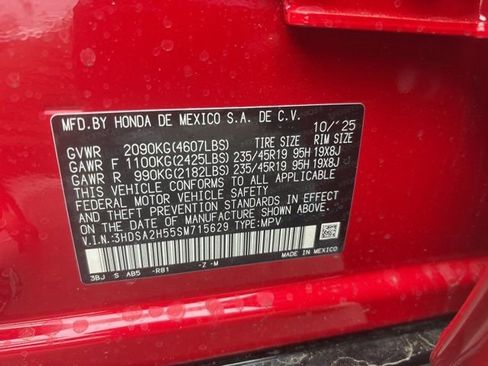 MFD.BY HONDA DE MEXICO S.A. DE C.V.
10/'25
GVWR 2090KG(4607LBS) TIRE SIZE RIM SIZE
GAWR F 1100KG(2425LBS) 235/45R19 95H 19X8J
GAWR R 990KG(2182LBS) 235/45R19 95H 19X8J
THIS VEHICLE CONFORMS TO ALL APPLICABLE
FEDERAL MOTOR VEHICLE SAFETY
AND THEFT PREVENTION STANDARDS IN EFFECT
ON THE DATE OF MANUFACTURE SHOWN ABOVE.
V.I.N.:3HDSA2H55SM715629 TYPE:MPV
3BJ S AB5 -RB1 -Z -M
MADE IN MEXICO